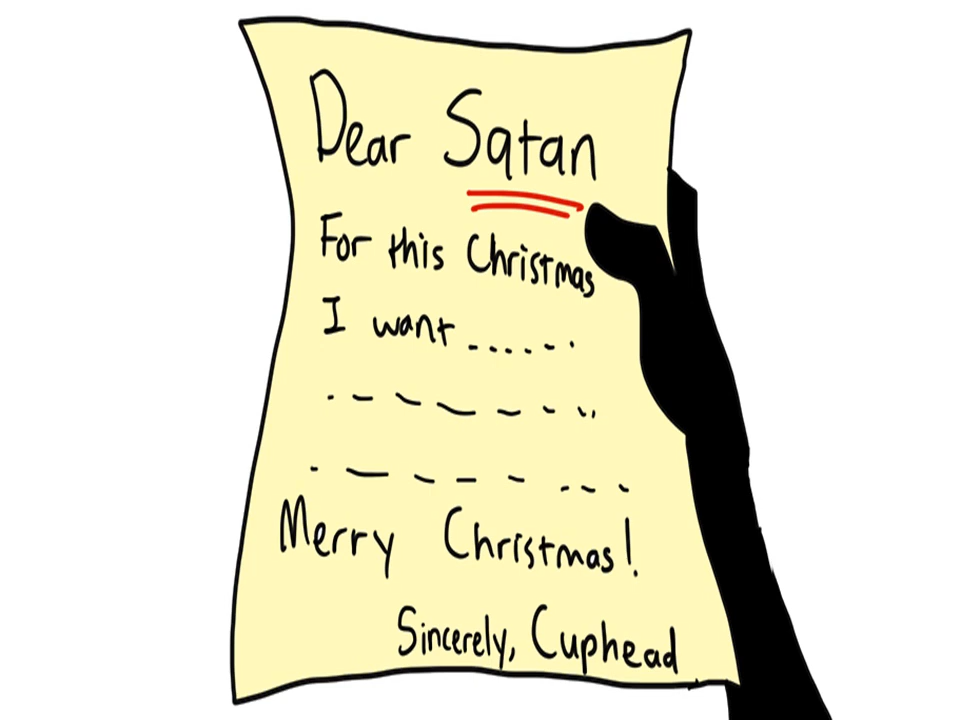 Dear Satan
For this Christmas
I want ......
Merry Christmas!
Sincerely, Cuphead